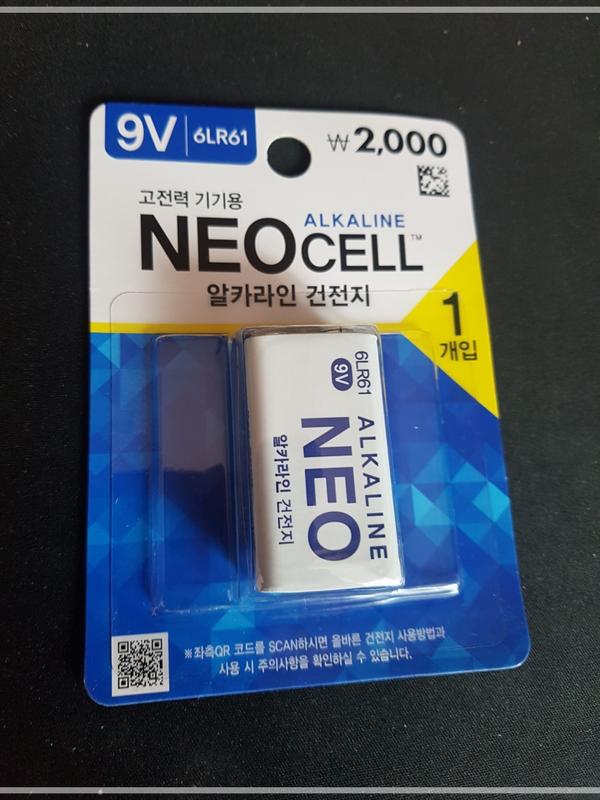 9V 6LR61
₩2,000
고전력 기기용
ALKALINE
NEOCELL™
알카라인 건전지
1
개입
6LR61
9V
ALKALINE
NEO
알카라인 건전지
※좌측QR 코드를 SCAN하시면 올바른 건전지 사용방법과
사용 시 주의사항을 확인하실 수 있습니다.